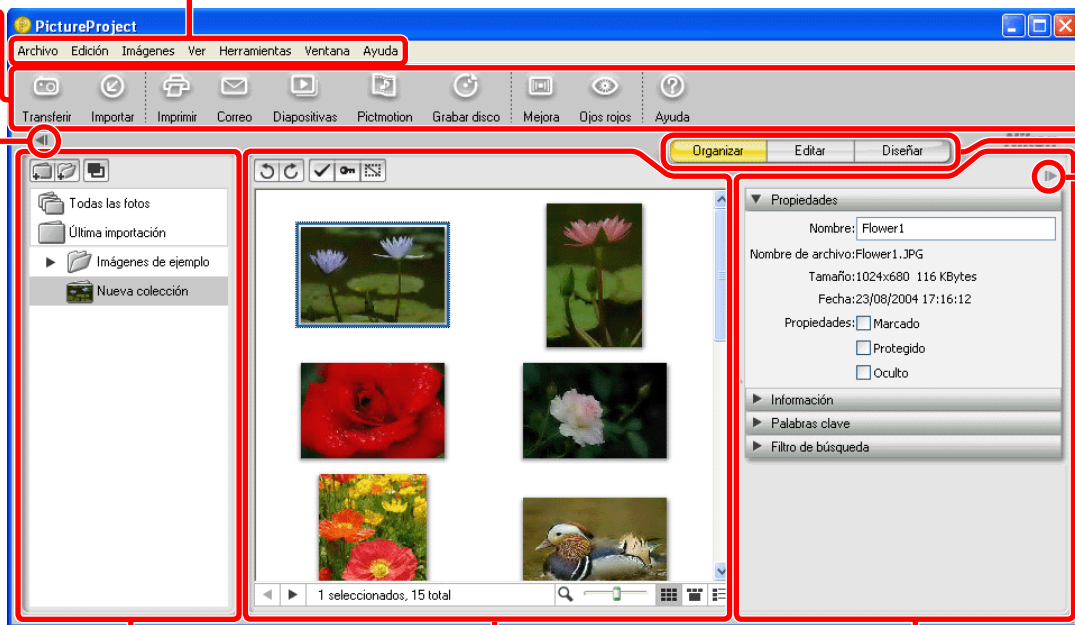 PictureProject
Archivo Edición Imágenes Ver Herramientas Ventana Ayuda
Transferir Importar Imprimir Correo Diapositivas Pictmotion Grabar disco Mejora Ojos rojos Ayuda
Organizar Editar Diseñar
Todas las fotos
Última importación
Imágenes de ejemplo
Nueva colección
1 seleccionados, 15 total
Propiedades
Nombre: Flower1
Nombre de archivo:Flower1.JPG
Tamaño:1024x680 116 KBytes
Fecha:23/08/2004 17:16:12
Propiedades: Marcado
Protegido
Oculto
Información
Palabras clave
Filtro de búsqueda